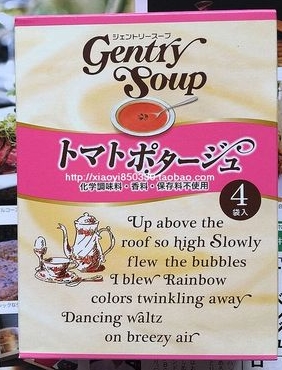 ジェントリースープ
Gentry
Soup
トマトポタージュ
http://xiaoyi850380.taobao.com
化学調味料・香料・保存料不使用
4
袋入
Up above the
roof so high Slowly
flew the bubbles
I blew Rainbow
colors twinkling away
Dancing waltz
on breezy air